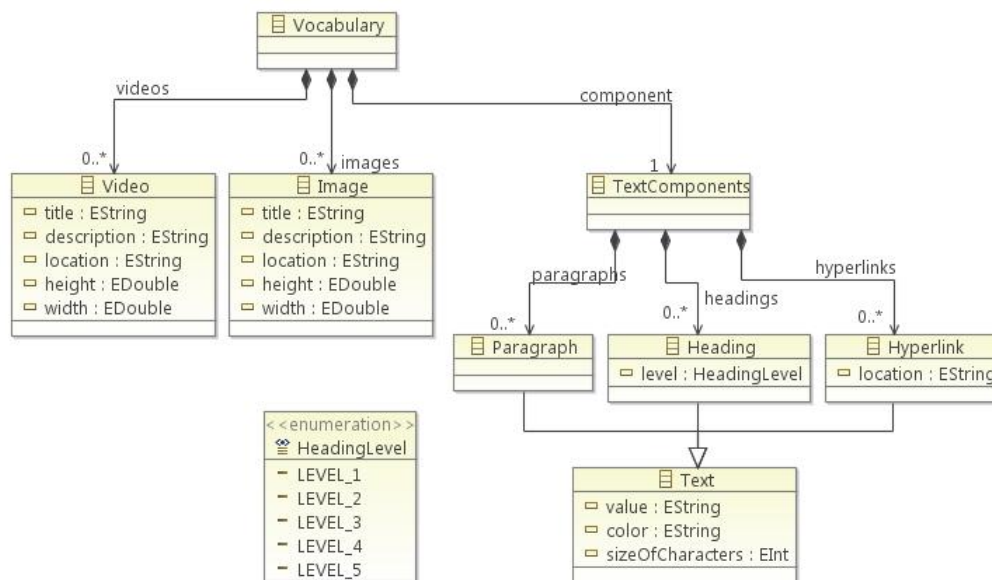 Vocabulary
videos
component
0..*
0..*
images
1
Video
title : EString
description : EString
location : EString
height : EDouble
width : EDouble
Image
title : EString
description : EString
location : EString
height : EDouble
width : EDouble
TextComponents
paragraphs
headings
hyperlinks
0..*
0..*
0..*
Paragraph
Heading
level : HeadingLevel
Hyperlink
location : EString
<<enumeration>>
HeadingLevel
LEVEL_1
LEVEL_2
LEVEL_3
LEVEL_4
LEVEL_5
Text
value : EString
color : EString
sizeOfCharacters : EInt